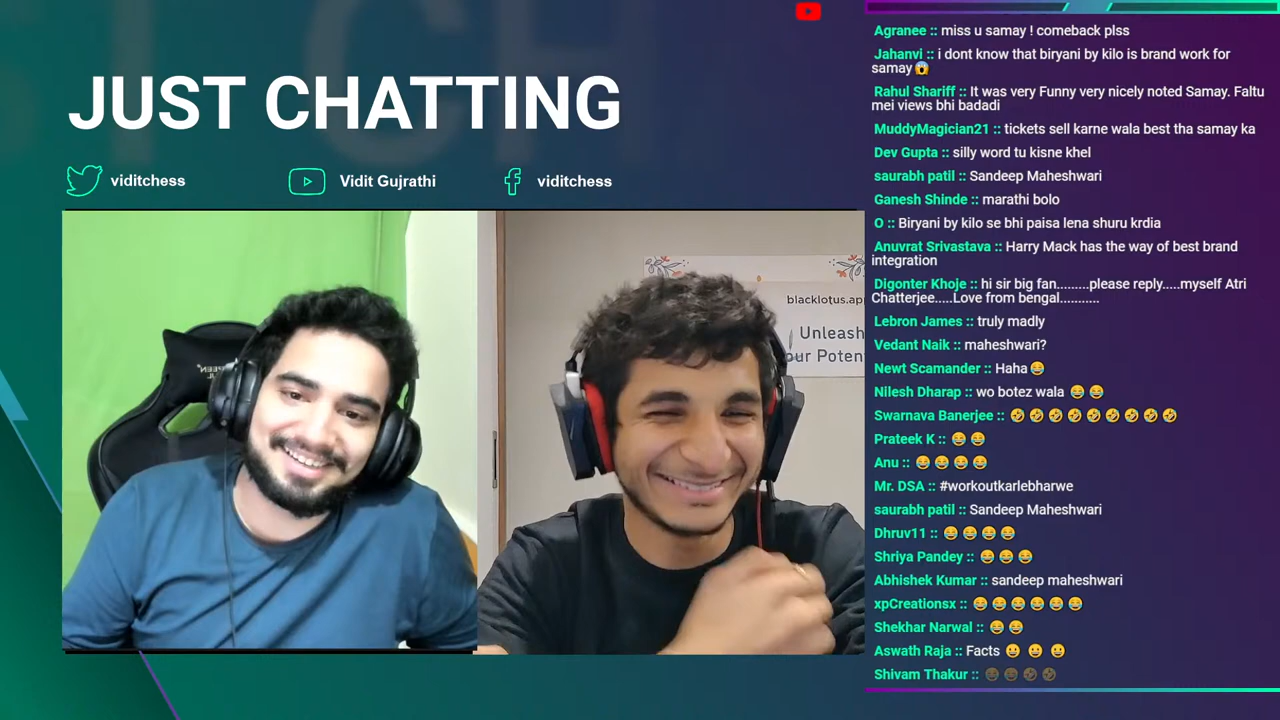 JUST CHATTING
viditchess
Vidit Gujrathi
viditchess
blacklotus.app
Unleash
our Poten
Agranee :: miss u samay ! comeback plss
Jahanvi :: i dont know that biryani by kilo is brand work for
samay😱
Rahul Shariff :: It was very Funny very nicely noted Samay. Faltu
mei views bhi badadi
MuddyMagician21 :: tickets sell karne wala best tha samay ka
Dev Gupta :: silly word tu kisne khel
saurabh patil :: Sandeep Maheshwari
Ganesh Shinde :: marathi bolo
O :: Biryani by kilo se bhi paisa lena shuru krdia
Anuvrat Srivastava :: Harry Mack has the way of best brand
integration
Digonter Khoje :: hi sir big fan.........please reply.....myself Atri
Chatterjee.....Love from bengal...........
Lebron James :: truly madly
Vedant Naik :: maheshwari?
Newt Scamander :: Haha😂
Nilesh Dharap :: wo botez wala 😂 😂
Swarnava Banerjee :: 🤣 🤣 🤣 🤣 🤣 🤣 🤣 🤣 🤣
Prateek K :: 😂 😂
Anu :: 😂 😂 😂 😂
Mr. DSA :: #workoutkarlebharwe
saurabh patil :: Sandeep Maheshwari
Dhruv11 :: 😂 😂 😂 😂
Shriya Pandey :: 😂 😂 😂
Abhishek Kumar :: sandeep maheshwari
xpCreationsx :: 😂 😂 😂 😂 😂 😂
Shekhar Narwal :: 😂 😂
Aswath Raja :: Facts 😀 😀 😀
Shivam Thakur :: 😂 😂 🤣 🤣